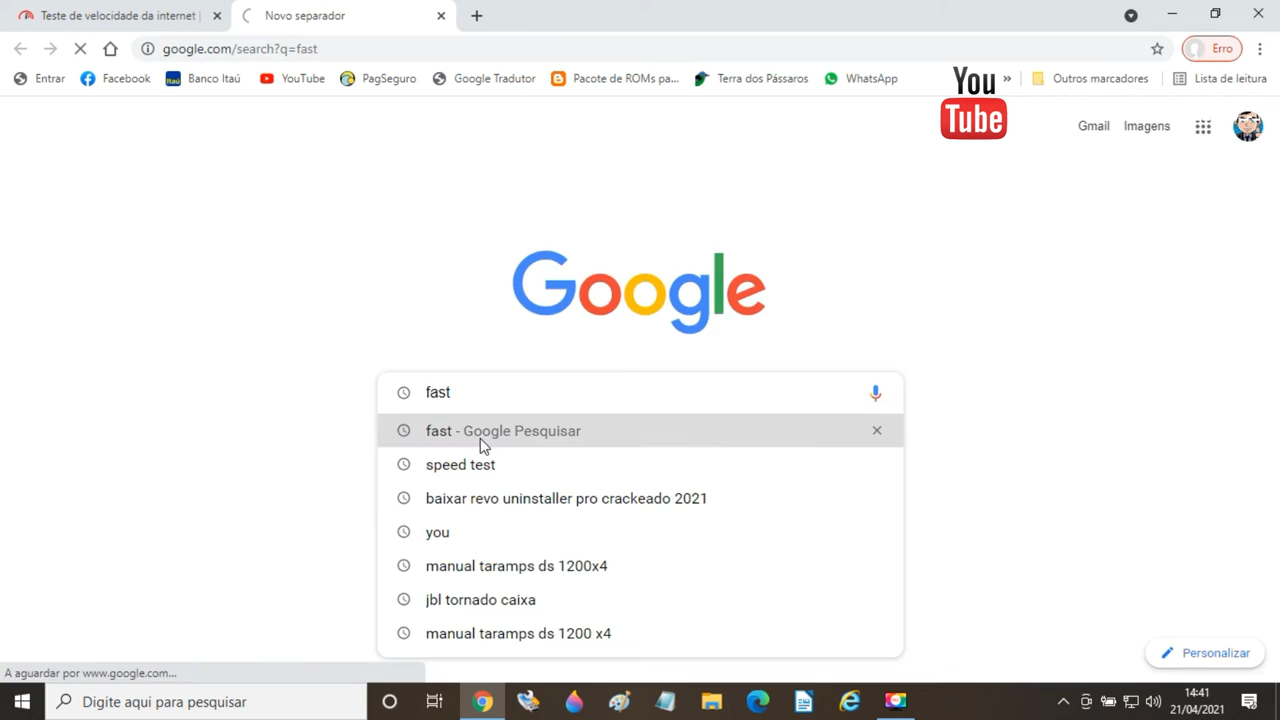 Teste de velocidade da internet
Novo separador
google.com/search?q=fast
Erro
Entrar
Facebook
Itaú
Banco Itaú
YouTube
PagSeguro
Google Tradutor
Pacote de ROMs pa...
Terra dos Pássaros
WhatsApp
»
Outros marcadores
Lista de leitura
You
Tube
Gmail
Imagens
Google
fast
fast - Google Pesquisar
speed test
baixar revo uninstaller pro crackeado 2021
you
manual taramps ds 1200x4
jbl tornado caixa
manual taramps ds 1200 x4
Personalizar
A aguardar por www.google.com...
Digite aqui para pesquisar
14:41
21/04/2021